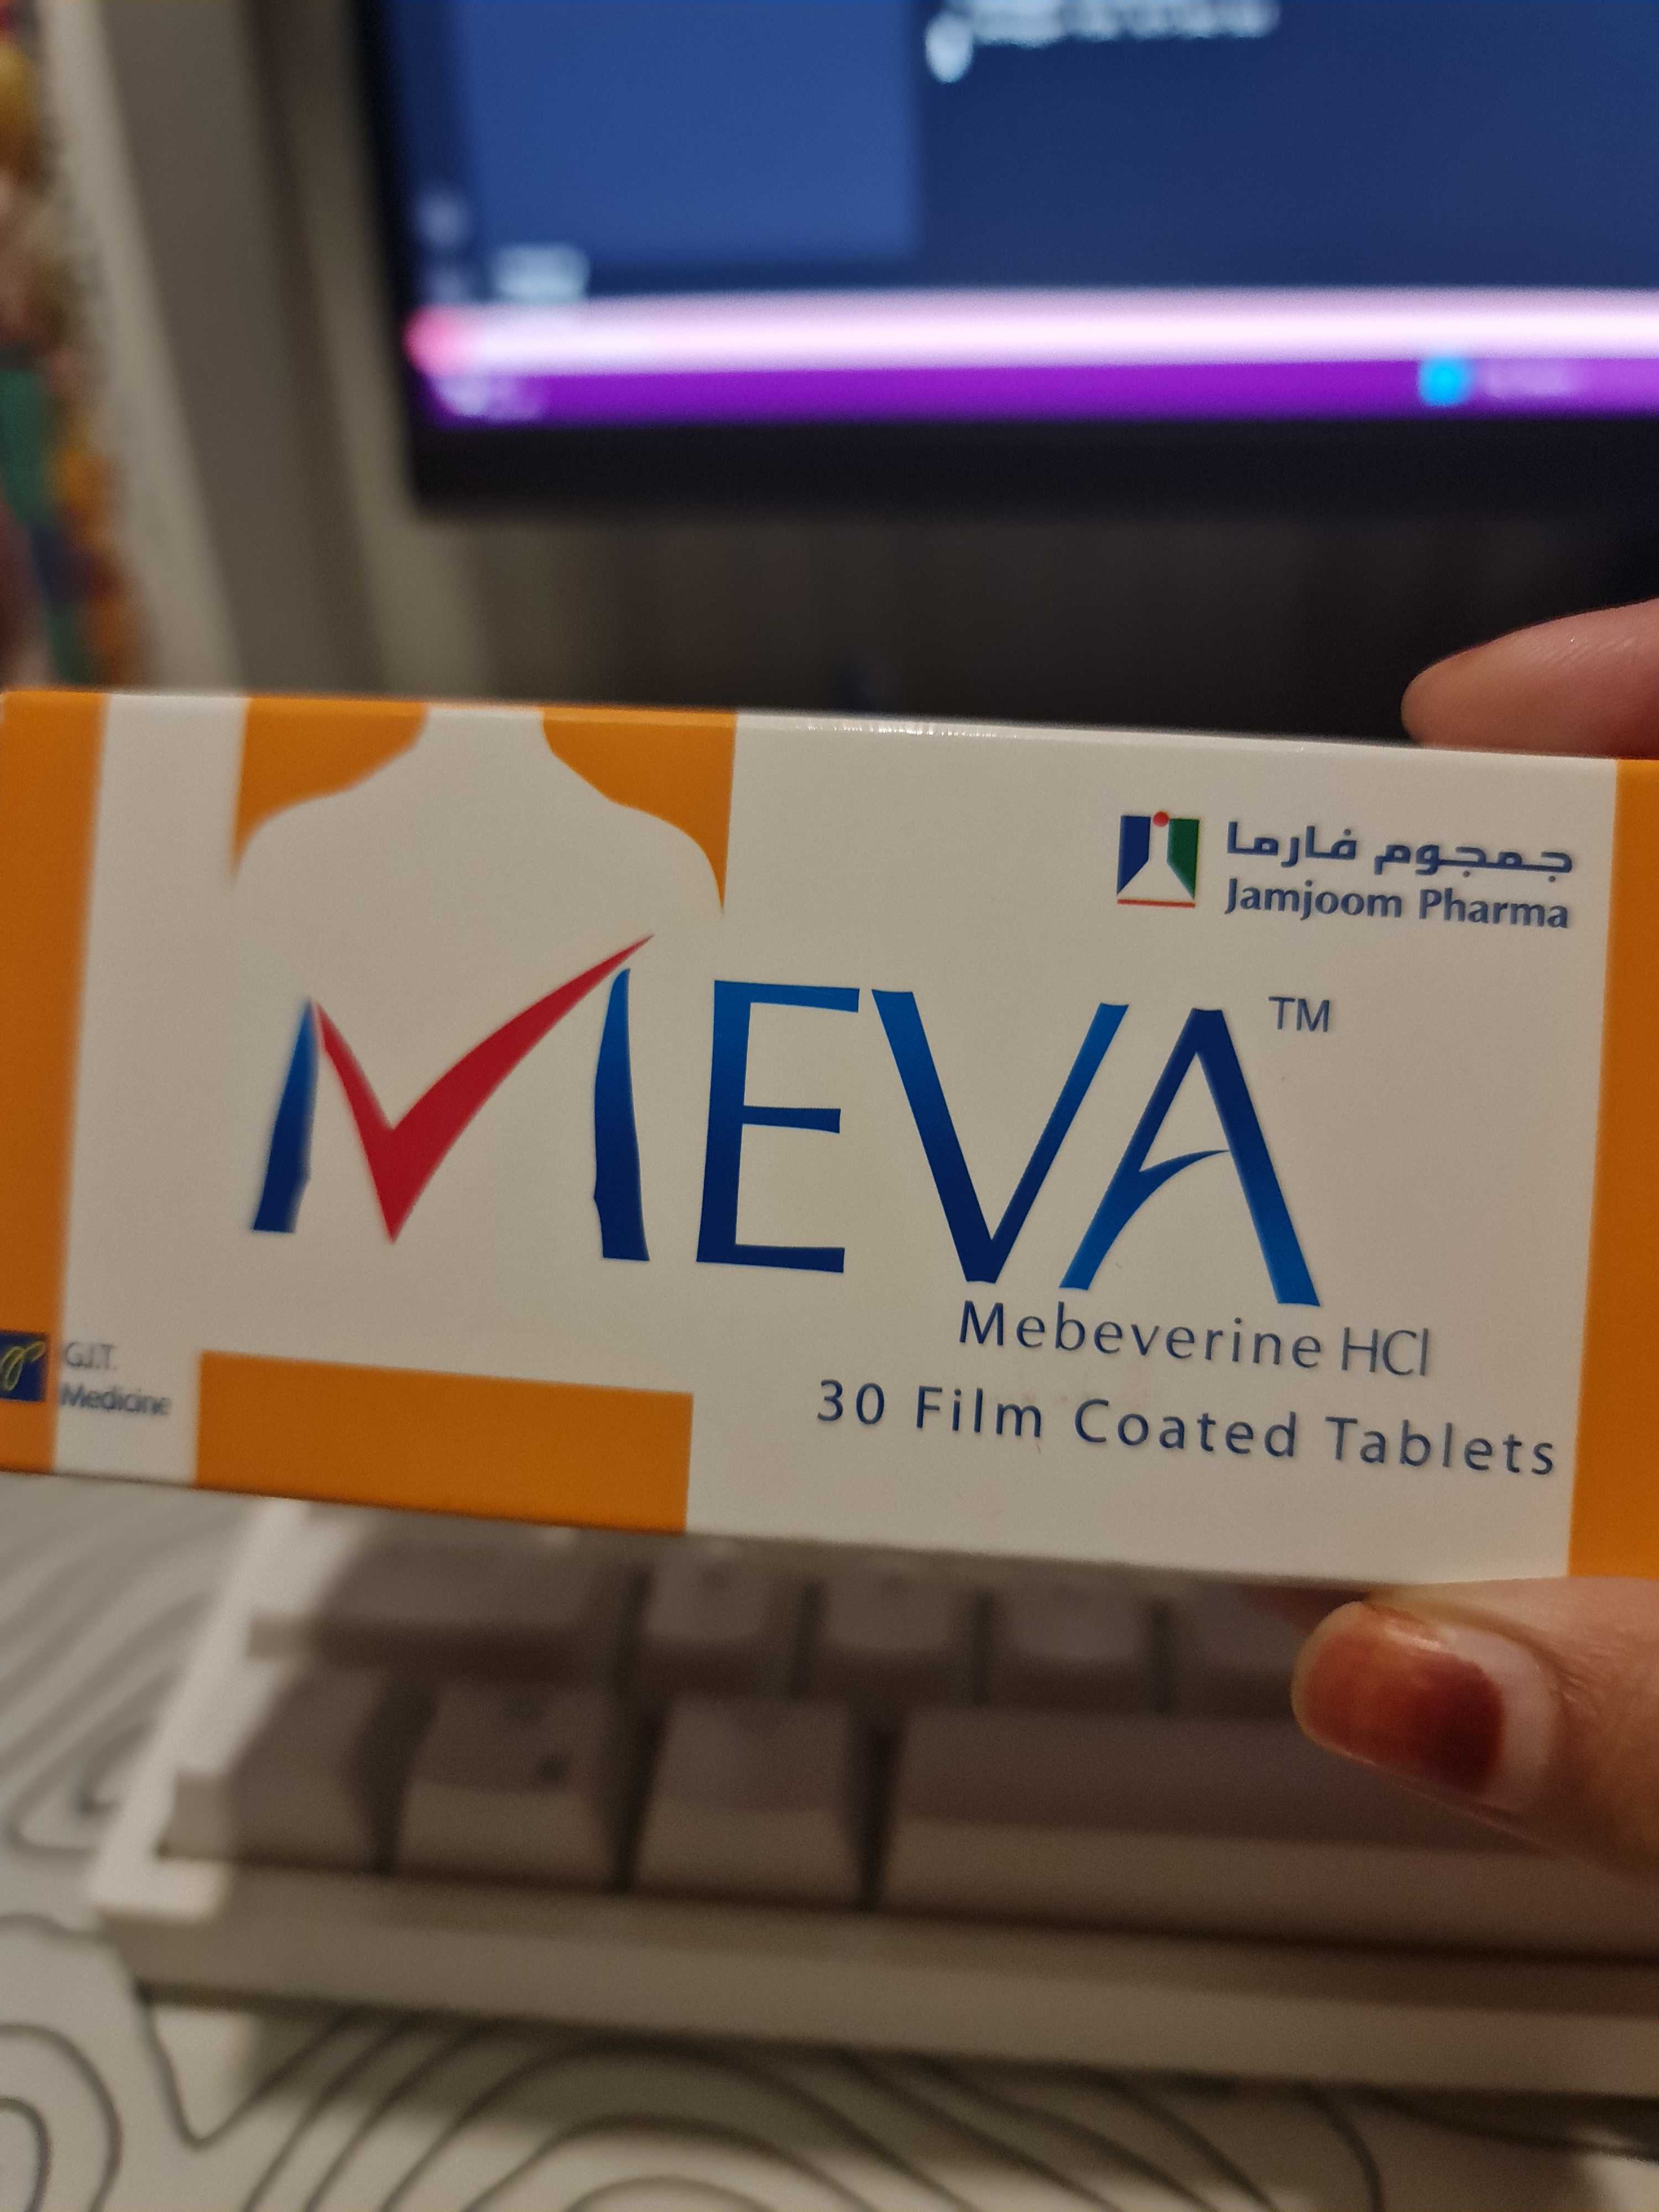 جمجوم فارما
Jamjoom Pharma
MEVA™
Mebeverine HCl
30 Film Coated Tablets
G.I.T.
Medicine